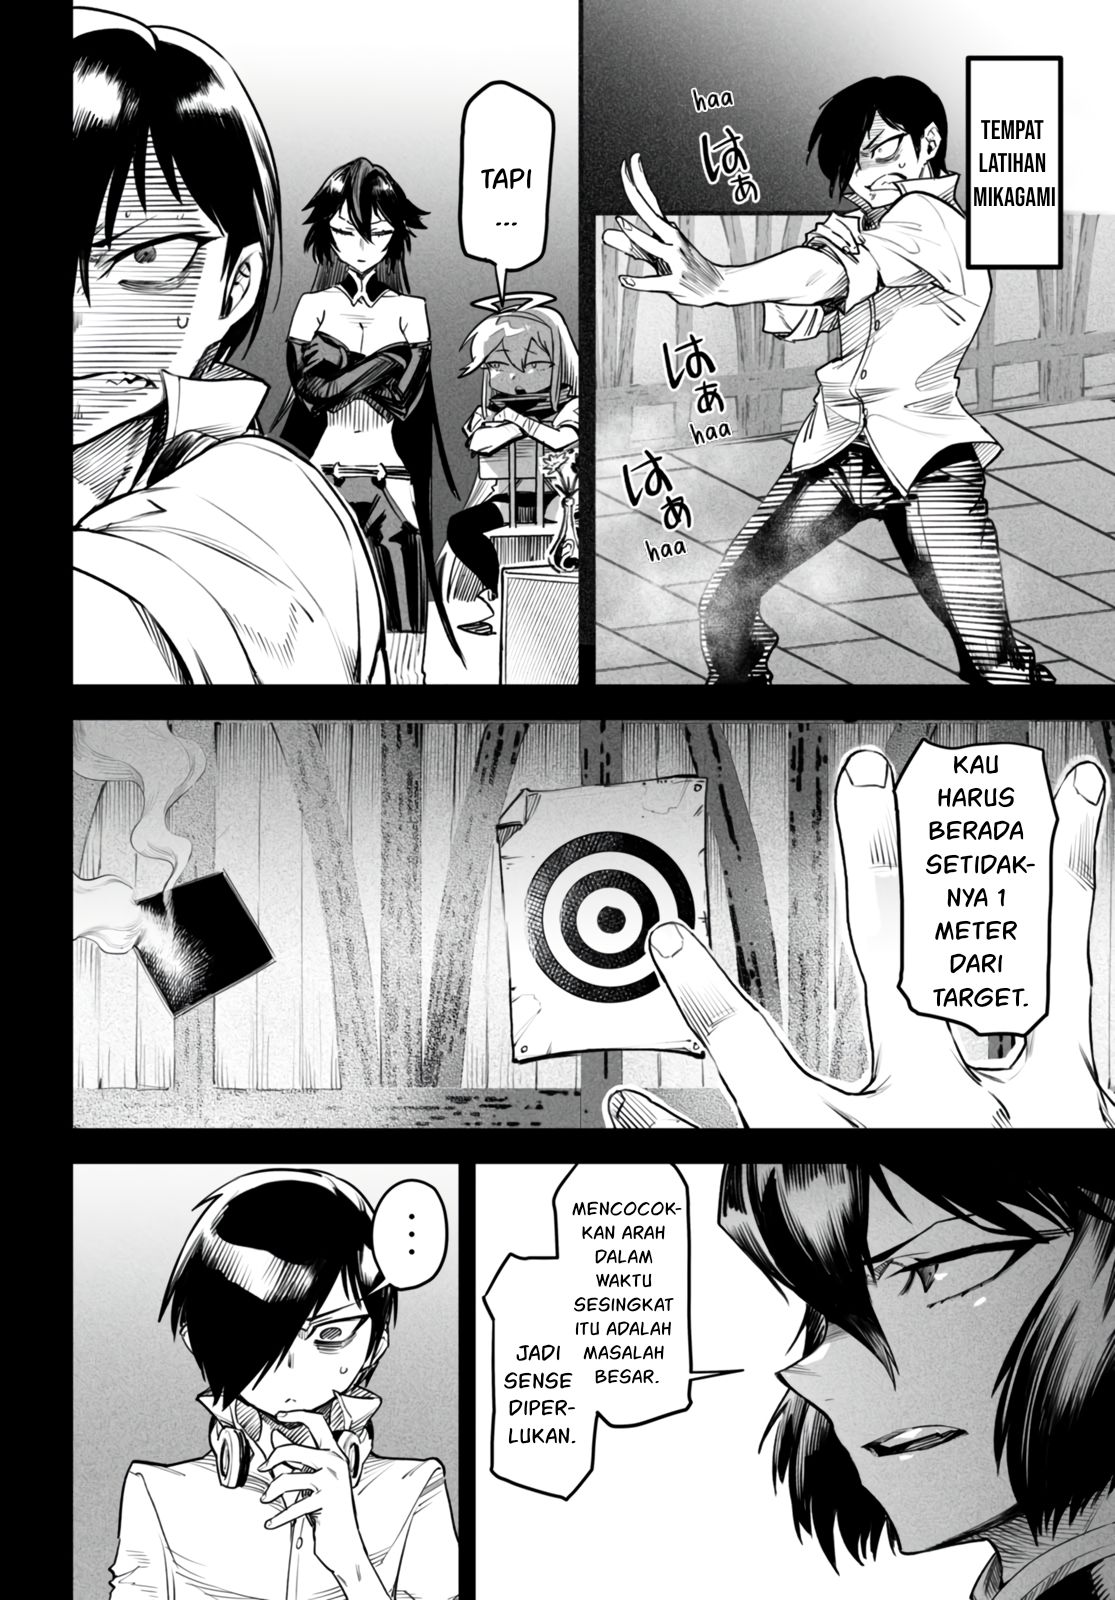 TEMPAT
LATIHAN
MIKAGAMI
haa
はぁ
はぁ
haa
はぁ
haa
TAPI
...
KAU
HARUS
BERADA
SETIDAK-
NYA 1
METER
DARI
TARGET.
MENCOCOK-
KAN ARAH
DALAM
WAKTU
SESINGKAT
ITU ADALAH
MASALAH
BESAR.
JADI
SENSE
DIPER-
LUKAN.
...